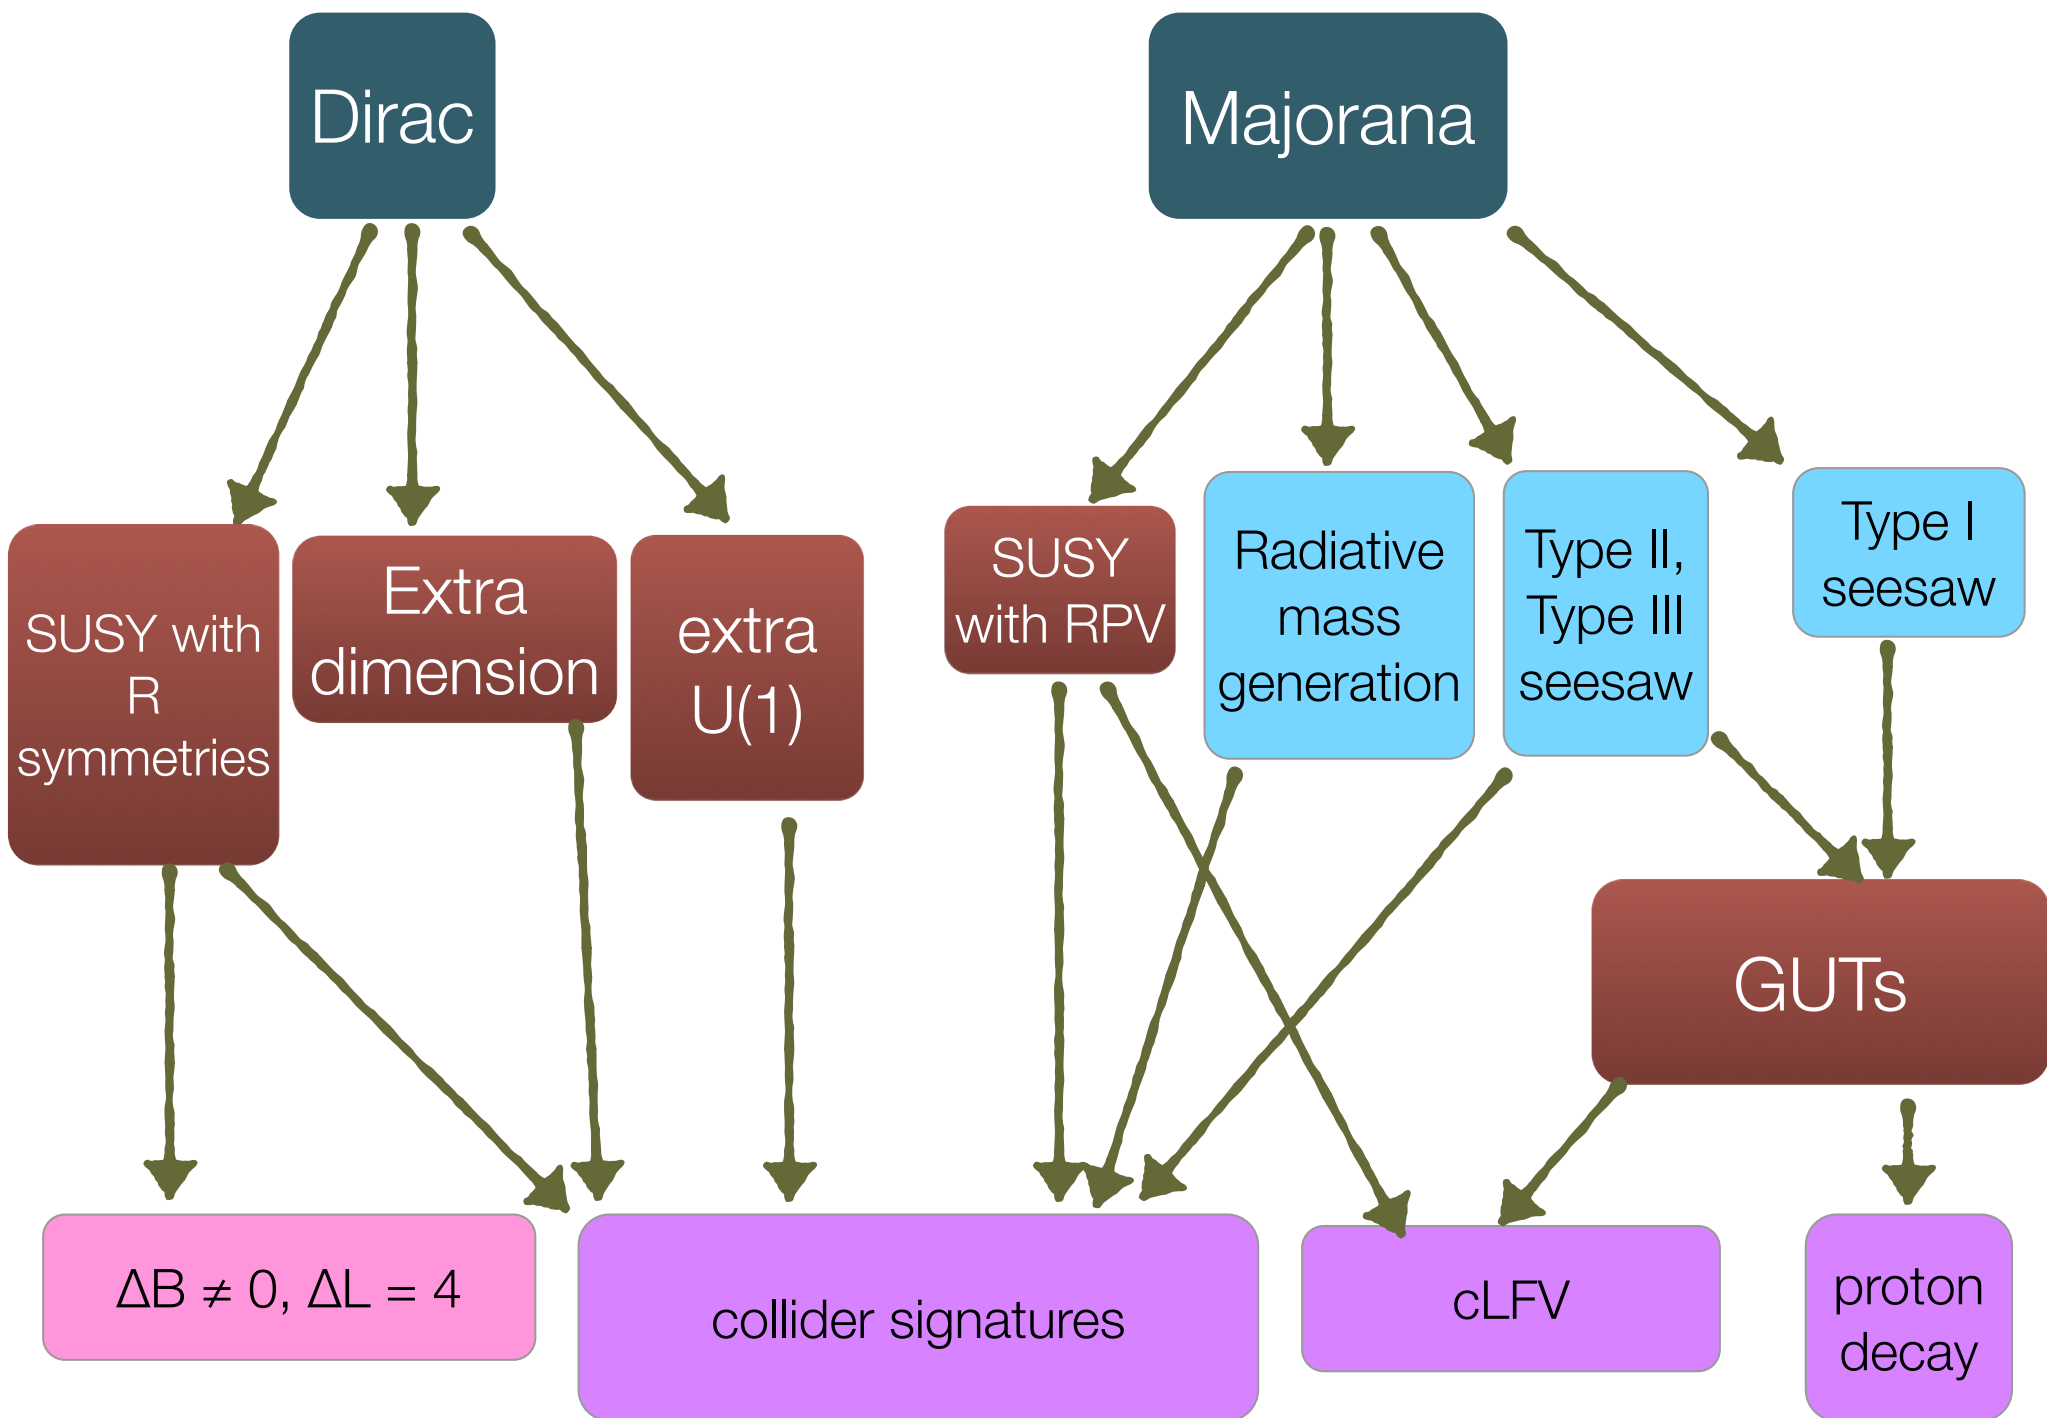 Dirac
Majorana
SUSY with
R
symmetries
Extra
dimension
extra
U(1)
SUSY
with RPV
Radiative
mass
generation
Type II,
Type III
seesaw
Type I
seesaw
GUTs
ΔB ≠ 0, ΔL = 4
collider signatures
cLFV
proton
decay